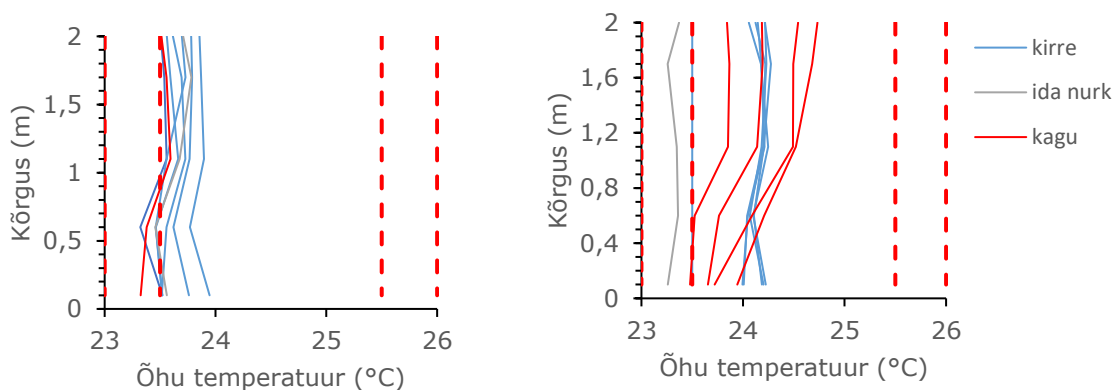 2
1,5
1
0,5
0
Kõrgus (m)
23 24 25 26
Õhu temperatuur (°C)
2
1,6
1,2
0,8
0,4
0
Kõrgus (m)
23 24 25 26
Õhu temperatuur (°C)
kirre
ida nurk
kagu